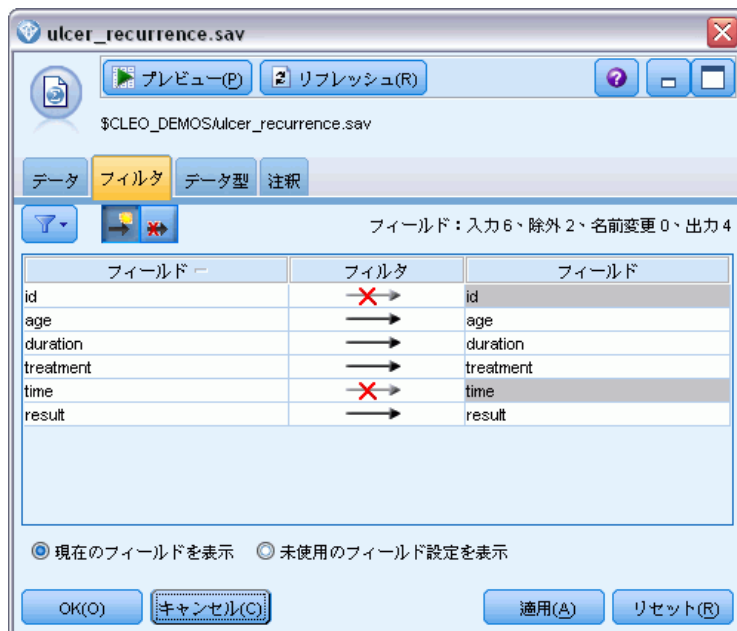 ulcer_recurrence.sav
プレビュー(P) リフレッシュ(R)
$CLEO_DEMOS/ulcer_recurrence.sav
データ フィルタ データ型 注釈
フィールド：入力 6、除外 2、名前変更 0、出力 4
フィールド フィルタ フィールド
id id
age age
duration duration
treatment treatment
time time
result result
現在のフィールドを表示 未使用のフィールド設定を表示
OK(O) キャンセル(C) 適用(A) リセット(R)